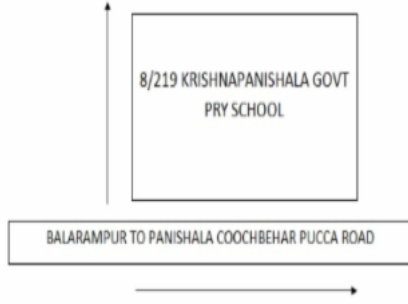 8/219 KRISHNAPANISHALA GOVT
PRY SCHOOL
BALARAMPUR TO PANISHALA COOCHBEHAR PUCCA ROAD